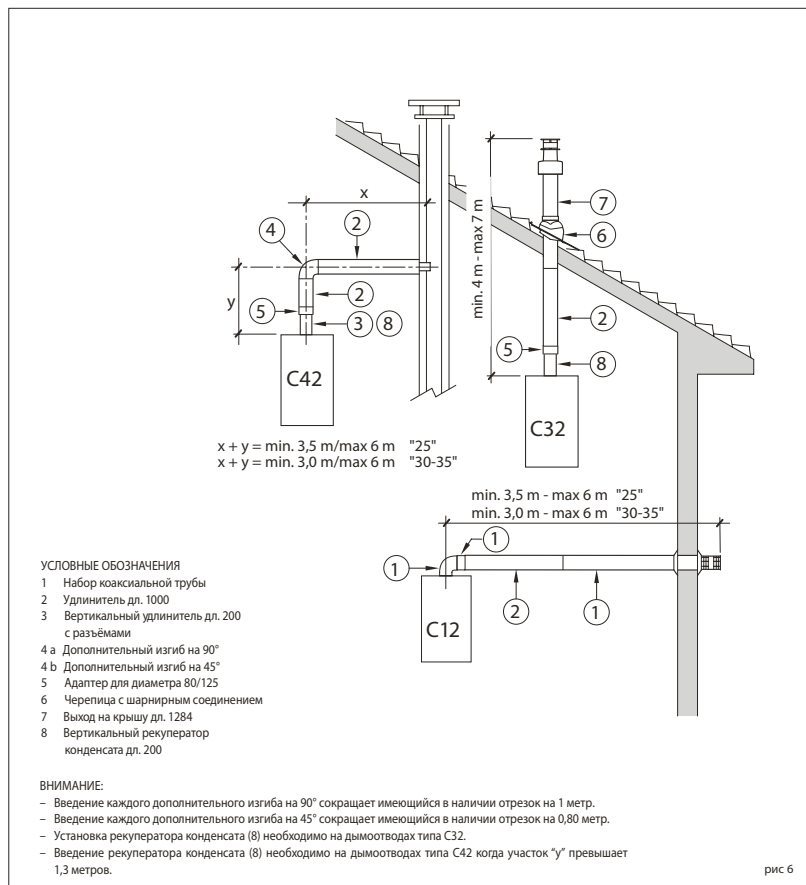 x
4
2
y
2
5
3
8
C42
x + y = min. 3,5 m/max 6 m "25"
x + y = min. 3,0 m/max 6 m "30-35"
min. 4 m - max 7 m
7
6
2
5
8
C32
min. 3,5 m - max 6 m "25"
min. 3,0 m - max 6 m "30-35"
1
1
2
1
C12
УСЛОВНЫЕ ОБОЗНАЧЕНИЯ
1 Набор коаксиальной трубы
2 Удлинитель дл. 1000
3 Вертикальный удлинитель дл. 200
с разъёмами
4 a Дополнительный изгиб на 90°
4 b Дополнительный изгиб на 45°
5 Адаптер для диаметра 80/125
6 Черепица с шарнирным соединением
7 Выход на крышу дл. 1284
8 Вертикальный рекуператор
конденсата дл. 200
ВНИМАНИЕ:
– Введение каждого дополнительного изгиба на 90° сокращает имеющийся в наличии отрезок на 1 метр.
– Введение каждого дополнительного изгиба на 45° сокращает имеющийся в наличии отрезок на 0,80 метр.
– Установка рекуператора конденсата (8) необходимо на дымоотводах типа C32.
– Введение рекуператора конденсата (8) необходимо на дымоотводах типа C42 когда участок “y” превышает
1,3 метров.
рис 6